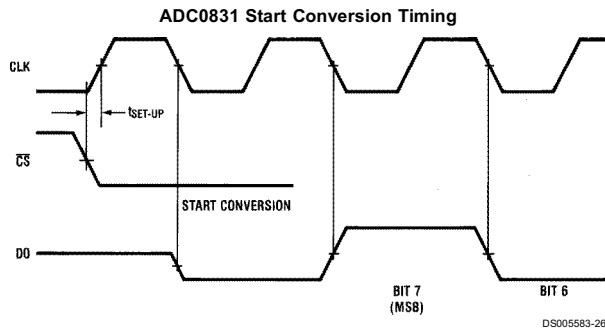 ADC0831 Start Conversion Timing
CLK
tSET-UP
CS
START CONVERSION
DO
BIT 7
(MSB)
BIT 6
DS005583-26